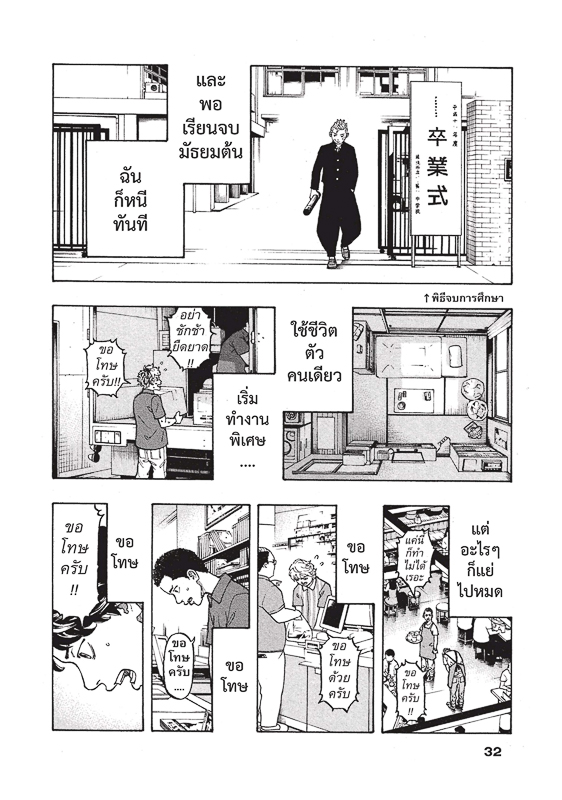 และ
พอ
เรียนจบ
มัธยมต้น
ฉัน
ก็หนี
ทันที
卒業式
↑พิธีจบการศึกษา
ใช้ชีวิต
ตัว
คนเดียว
อย่า
ชักช้า
ยืดยาด
!!
ขอ
โทษ
ครับ!!
เริ่ม
ทำงาน
พิเศษ
....
แต่
อะไรๆ
ก็แย่
ไปหมด
แค่นี้
ก็ทำ
ไม่ได้
เรอะ
ขอ
โทษ
ครับ
!!
ขอ
โทษ
ขอ
โทษ
ด้วย
ครับ
ขอ
โทษ
ครับ
....
ขอ
โทษ
ขอ
โทษ
ขอ
โทษ
ครับ
!!
32